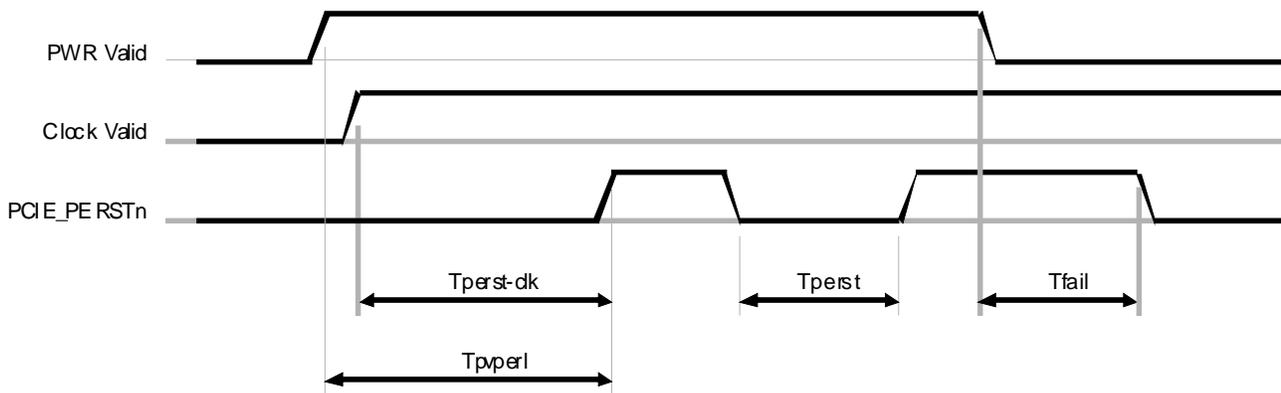 PWR Valid
Clock Valid
PCIE_PERSTn
Tperst-clk
Tperst
Tfail
Tpvperl